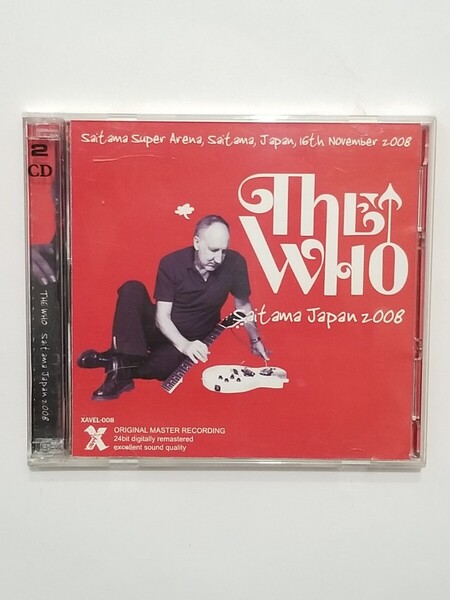 Saitama Super Arena, Saitama, Japan, 16th November 2008
2
CD
THE
WHO
Saitama Japan 2008
THE WHO Saitama Japan 2008
XAVEL-008
X
ORIGINAL MASTER RECORDING
24bit digitally remastered
excellent sound quality